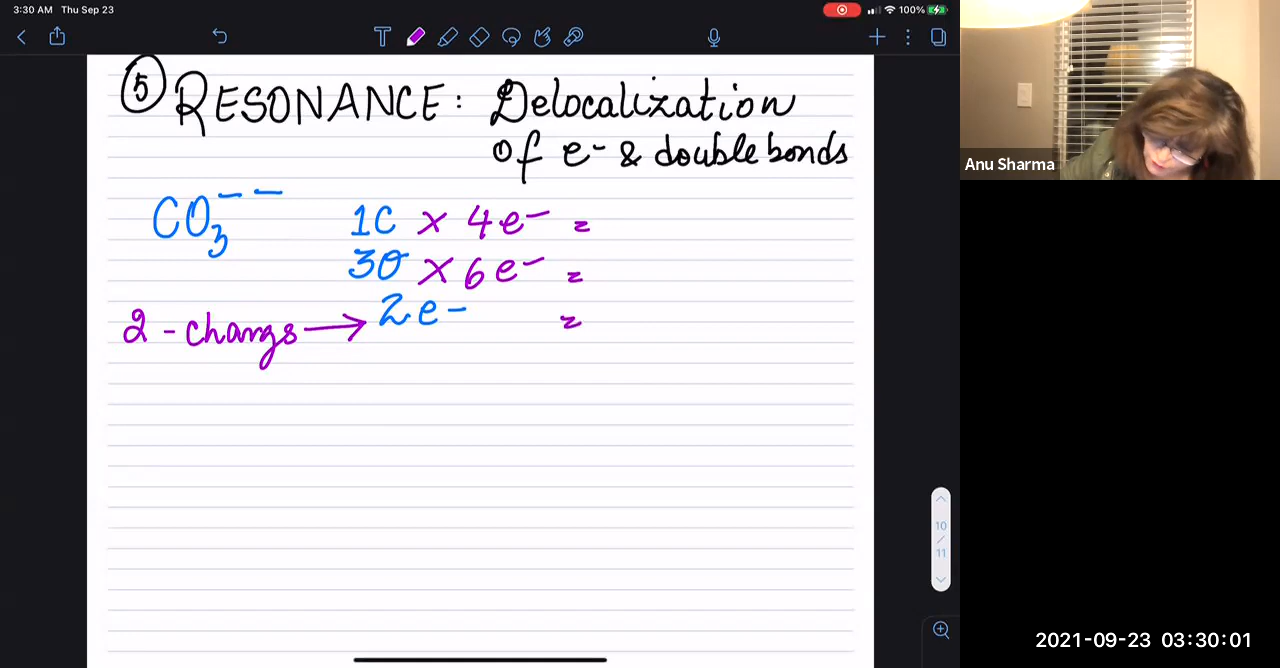 3:30 AM Thu Sep 23
100%
T
⑤ RESONANCE: Delocalization
of e- & double bonds
CO₃⁻⁻
1C × 4e- =
3O × 6e- =
2 - charges → 2e- =
10
/
11
Anu Sharma
2021-09-23 03:30:01